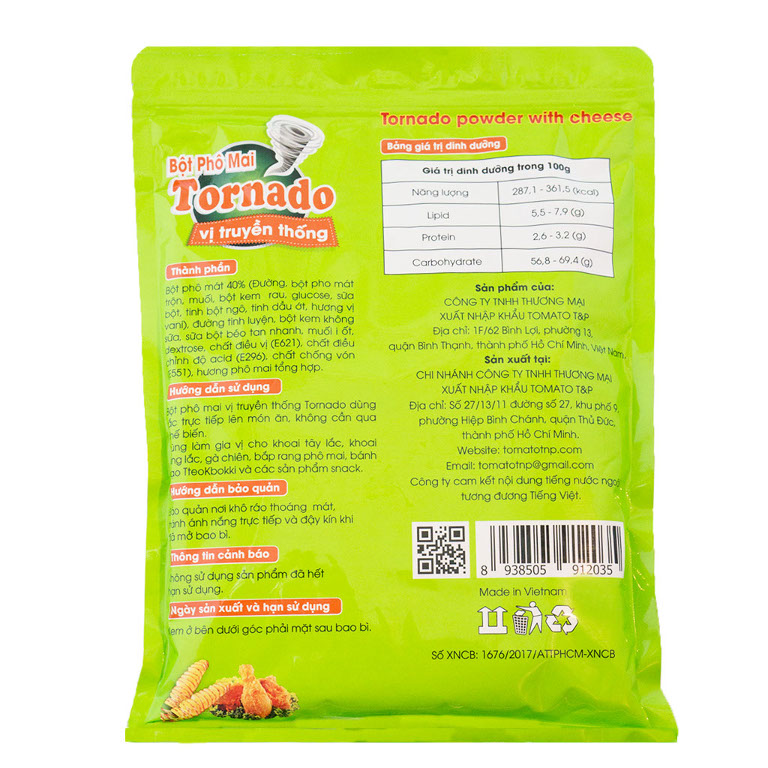 Bột Phô Mai
Tornado
vị truyền thống
Thành phần
Bột phô mát 40% (Đường, bột pho mát
trộn, muối, bột kem rau, glucose, sữa
bột, tinh bột ngô, tinh dầu ớt, hương vị
vani), đường tinh luyện, bột kem không
sữa, sữa bột béo tan nhanh, muối i ốt,
dextrose, chất điều vị (E621), chất điều
chỉnh độ acid (E296), chất chống vón
(E551), hương phô mai tổng hợp.
Hướng dẫn sử dụng
Bột phô mai vị truyền thống Tornado dùng
lắc trực tiếp lên món ăn, không cần qua
chế biến.
Dùng làm gia vị cho khoai tây lắc, khoai
lang lắc, gà chiên, bắp rang phô mai, bánh
gạo TteoKbokki và các sản phẩm snack.
Hướng dẫn bảo quản
Bảo quản nơi khô ráo thoáng mát,
tránh ánh nắng trực tiếp và đậy kín khi
đã mở bao bì.
Thông tin cảnh báo
Không sử dụng sản phẩm đã hết
hạn sử dụng.
Ngày sản xuất và hạn sử dụng
Xem ở bên dưới góc phải mặt sau bao bì.
Tornado powder with cheese
Bảng giá trị dinh dưỡng
Giá trị dinh dưỡng trong 100g
Năng lượng 287,1 - 361,5 (kcal)
Lipid 5,5 - 7,9 (g)
Protein 2,6 - 3,2 (g)
Carbohydrate 56,8 - 69,4 (g)
Sản phẩm của:
CÔNG TY TNHH THƯƠNG MẠI
XUẤT NHẬP KHẨU TOMATO T&P
Địa chỉ: 1F/62 Bình Lợi, phường 13,
quận Bình Thạnh, thành phố Hồ Chí Minh, Việt Nam.
Sản xuất tại:
CHI NHÁNH CÔNG TY TNHH THƯƠNG MẠI
XUẤT NHẬP KHẨU TOMATO T&P
Địa chỉ: Số 27/13/11 đường số 27, khu phố 9,
phường Hiệp Bình Chánh, quận Thủ Đức,
thành phố Hồ Chí Minh.
Website: tomatotnp.com
Email: tomatotnp@gmail.com
Công ty cam kết nội dung tiếng nước ngoài
tương đương Tiếng Việt.
8 938505 912035
Made in Vietnam
Số XNCB: 1676/2017/ATTPHCM-XNCB